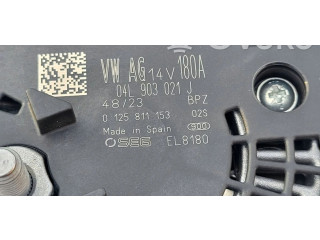 VW AG 14V 180A
04L 903 021 J
48/23 BPZ
0 125 811 153 02S
Made in Spain
SEG EL8180